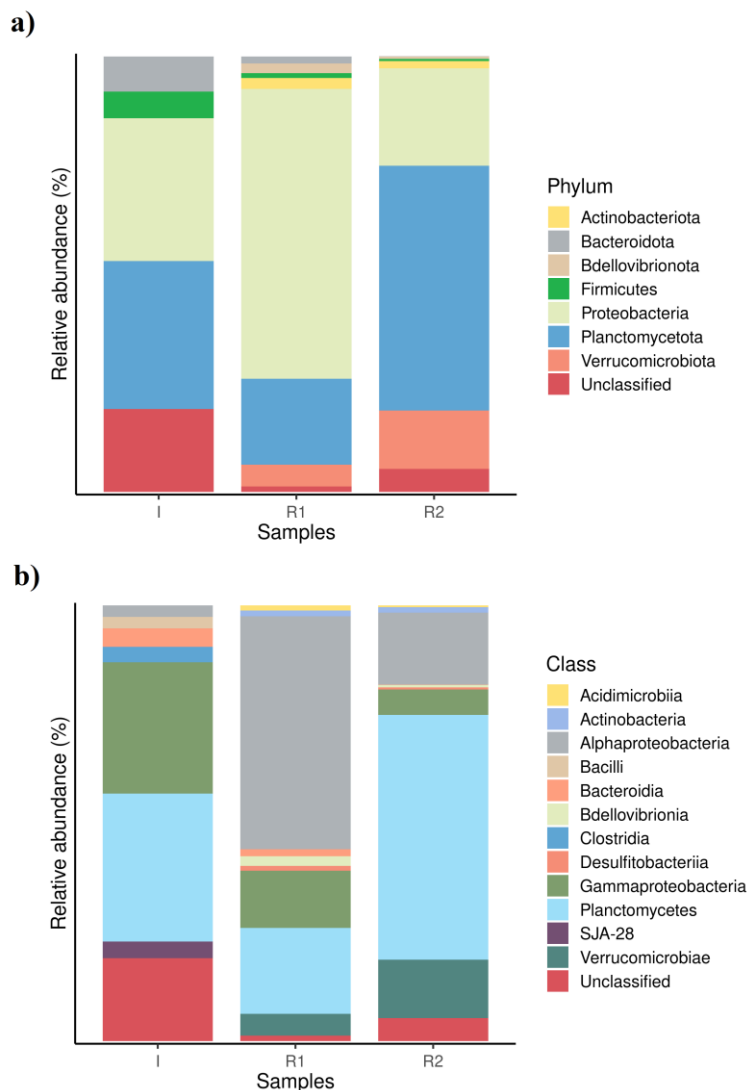 a)
Relative abundance (%)
I
R1
R2
Samples
Phylum
Actinobacteriota
Bacteroidota
Bdellovibrionota
Firmicutes
Proteobacteria
Planctomycetota
Verrucomicrobiota
Unclassified
b)
Relative abundance (%)
I
R1
R2
Samples
Class
Acidimicrobiia
Actinobacteria
Alphaproteobacteria
Bacilli
Bacteroidia
Bdellovibrionia
Clostridia
Desulfitobacteriia
Gammaproteobacteria
Planctomycetes
SJA-28
Verrucomicrobiae
Unclassified